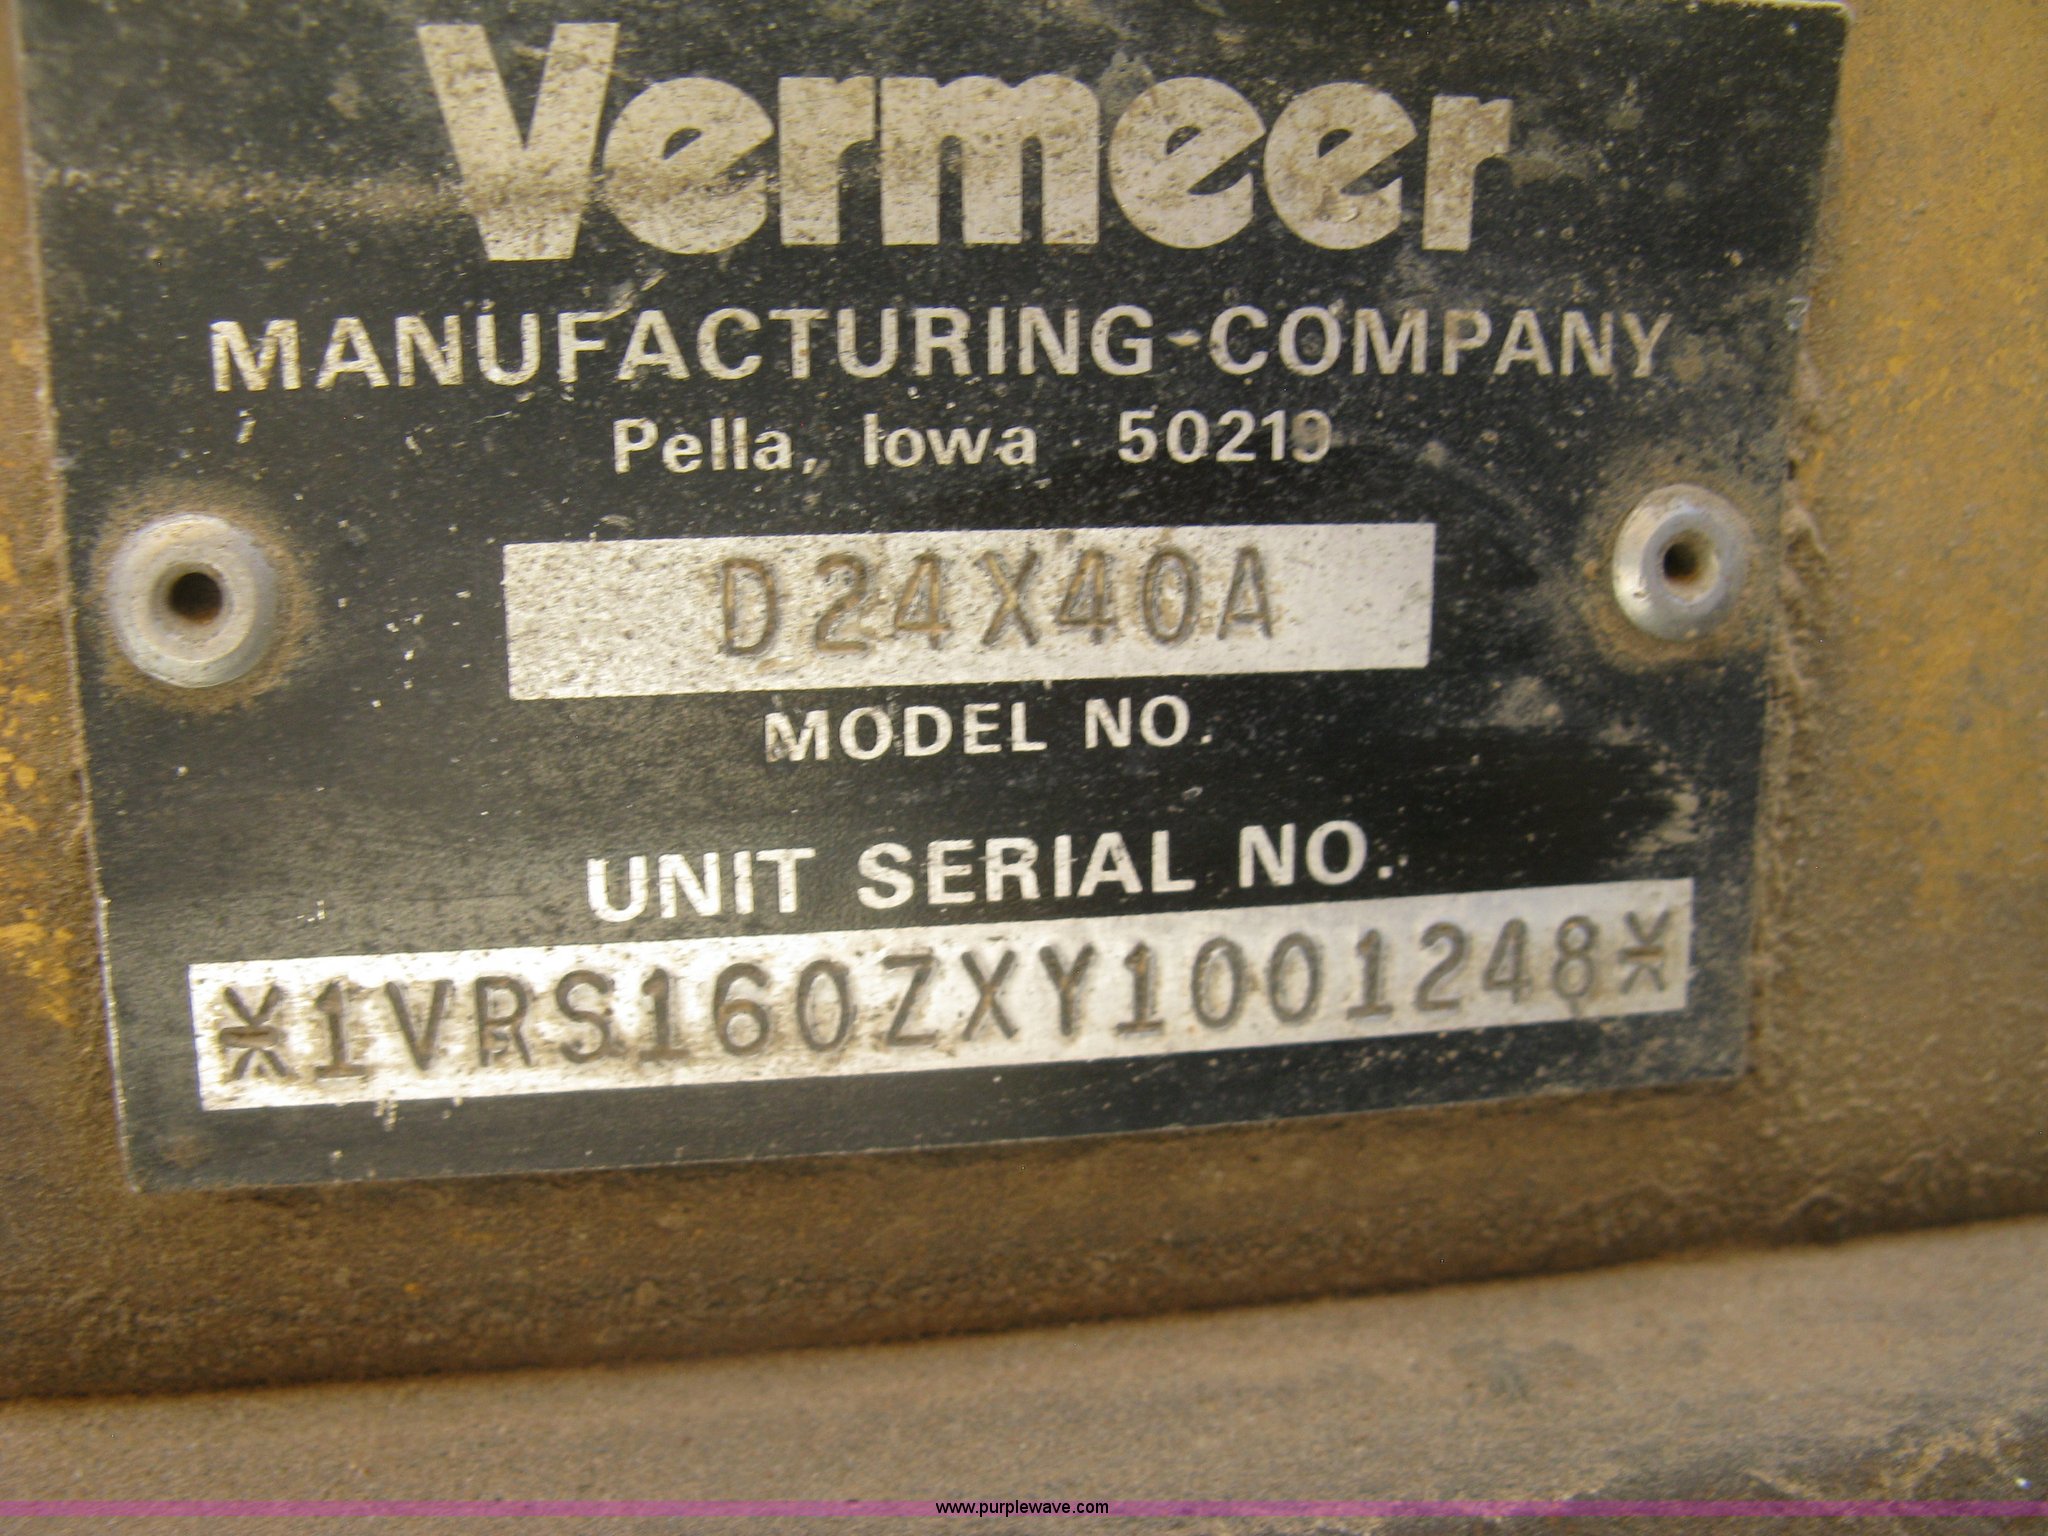 Vermeer
MANUFACTURING COMPANY
Pella, Iowa 50219
D24X40A
MODEL NO.
UNIT SERIAL NO.
*1VRS160ZXY1001248*
www.purplewave.com